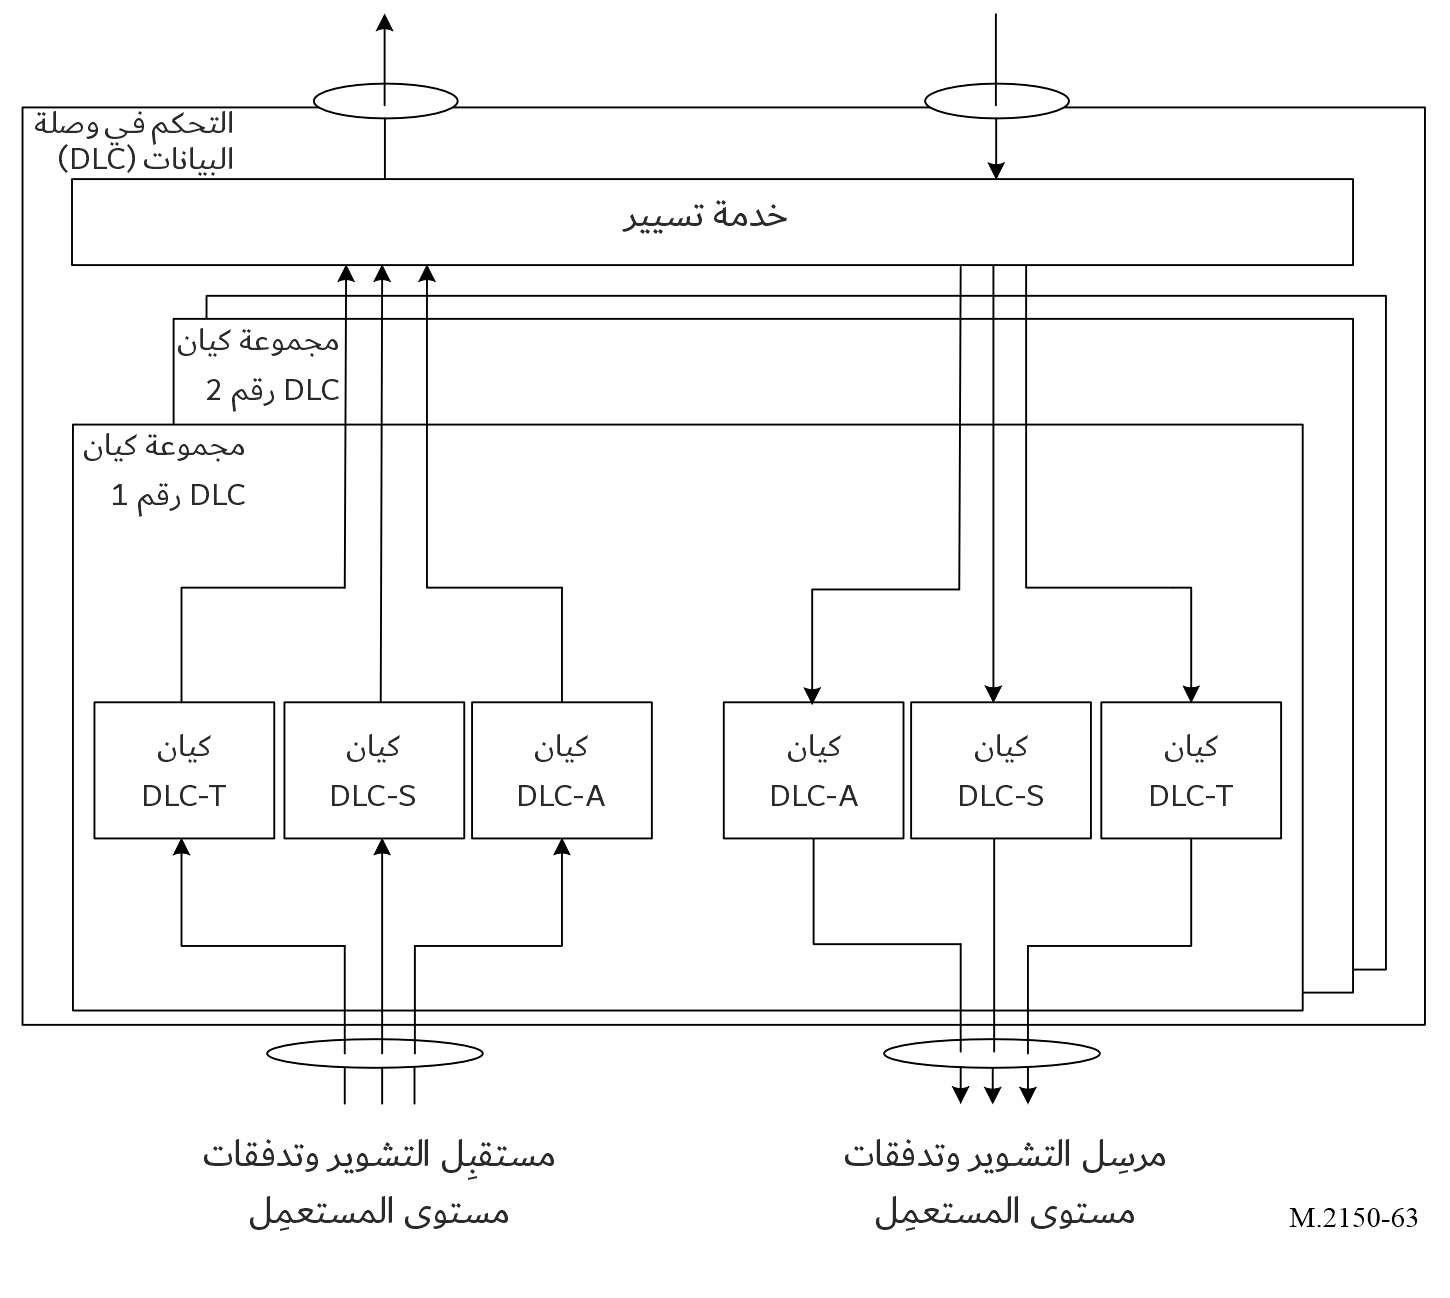 التحكم في وصلة
البيانات (DLC)
خدمة تسيير
مجموعة كيان
DLC رقم 2
مجموعة كيان
DLC رقم 1
كيان
DLC-T
كيان
DLC-S
كيان
DLC-A
كيان
DLC-A
كيان
DLC-S
كيان
DLC-T
مستقبِل التشوير وتدفقات
مستوى المستعمِل
مرسِل التشوير وتدفقات
مستوى المستعمِل
M.2150-63